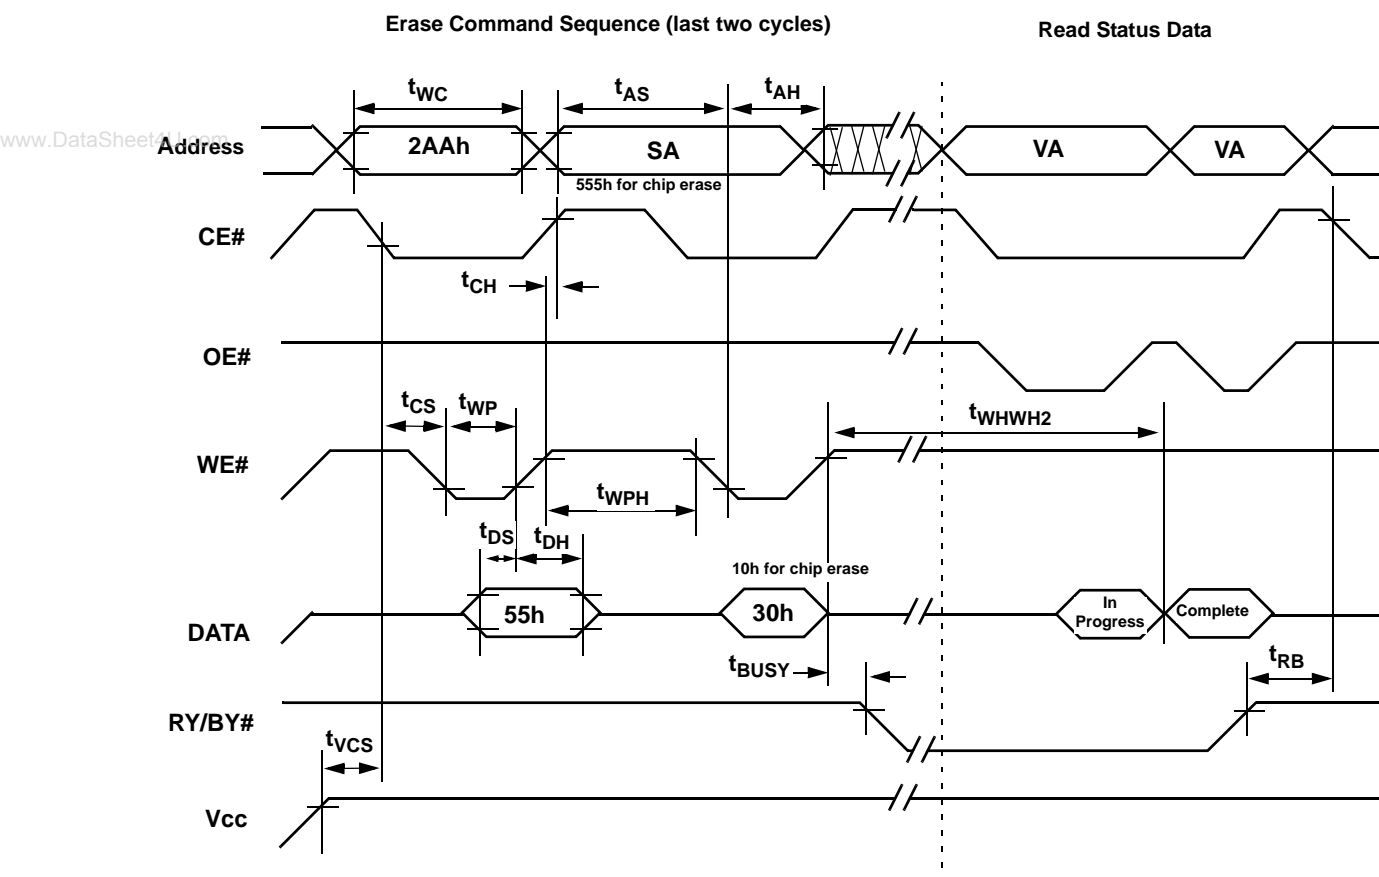 Erase Command Sequence (last two cycles)
Read Status Data
tWC
tAS
tAH
www.DataSheet4U.com
Address
2AAh
SA
VA
VA
555h for chip erase
CE#
tCH
OE#
tCS
tWP
tWHWH2
WE#
tWPH
tDS
tDH
10h for chip erase
DATA
55h
30h
In
Progress
Complete
tBUSY
tRB
RY/BY#
tVCS
Vcc